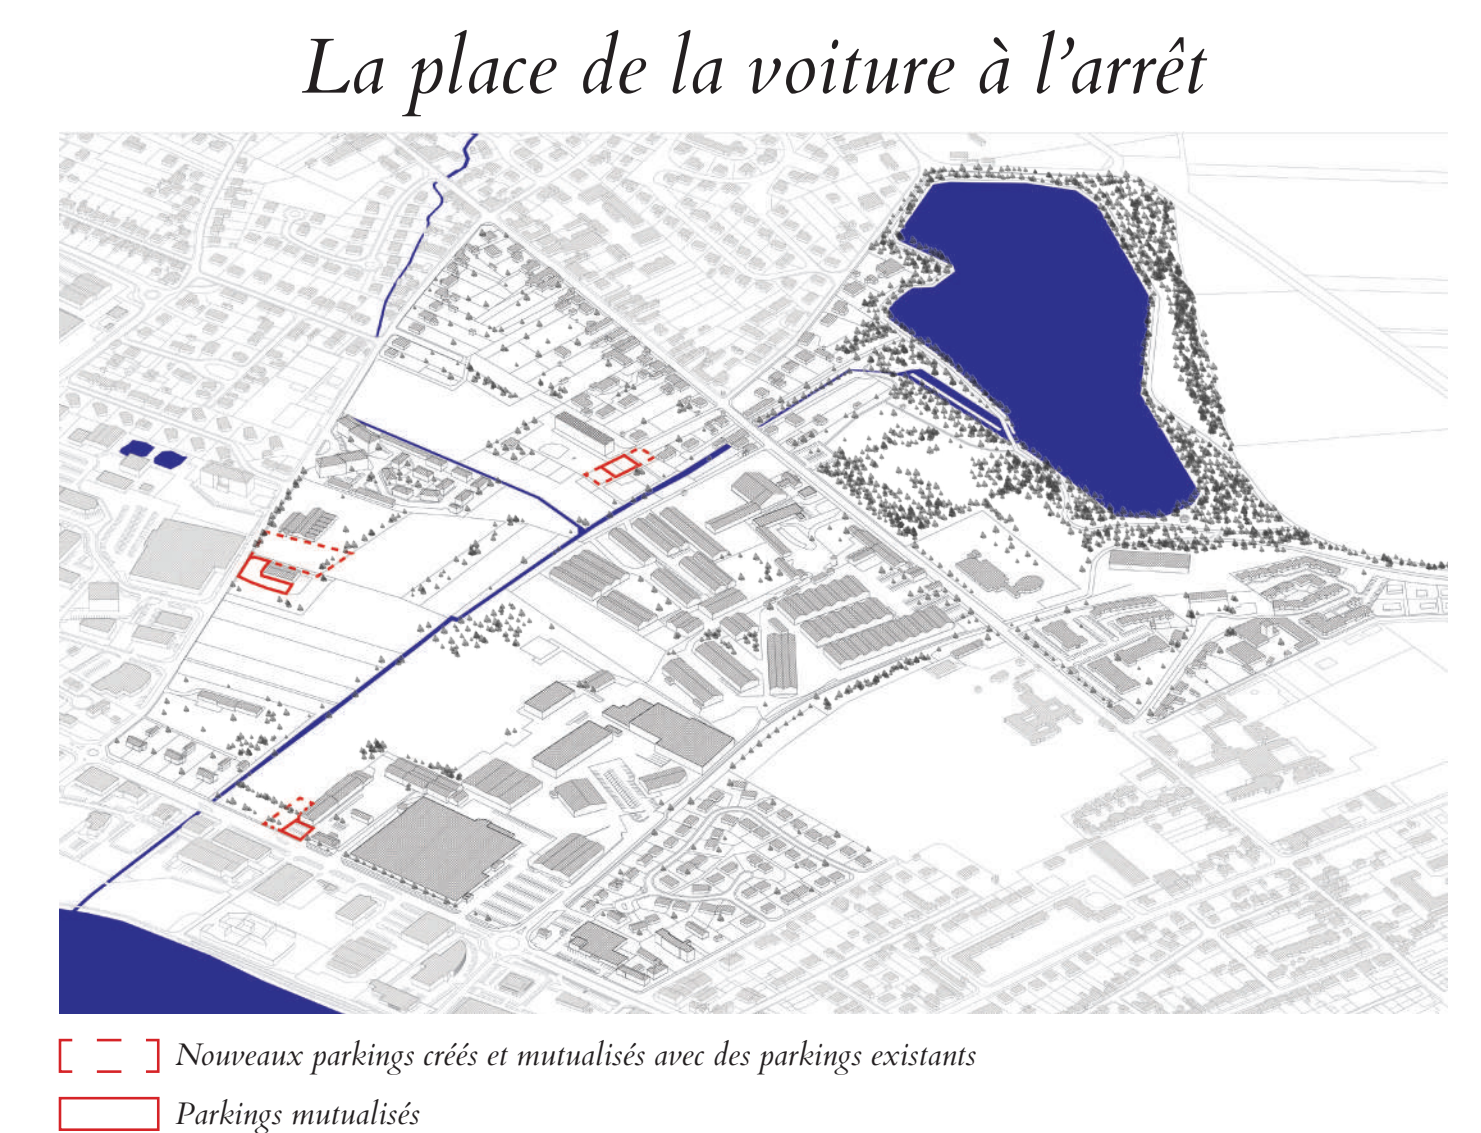 La place de la voiture à l’arrêt
Nouveaux parkings créés et mutualisés avec des parkings existants
Parkings mutualisés